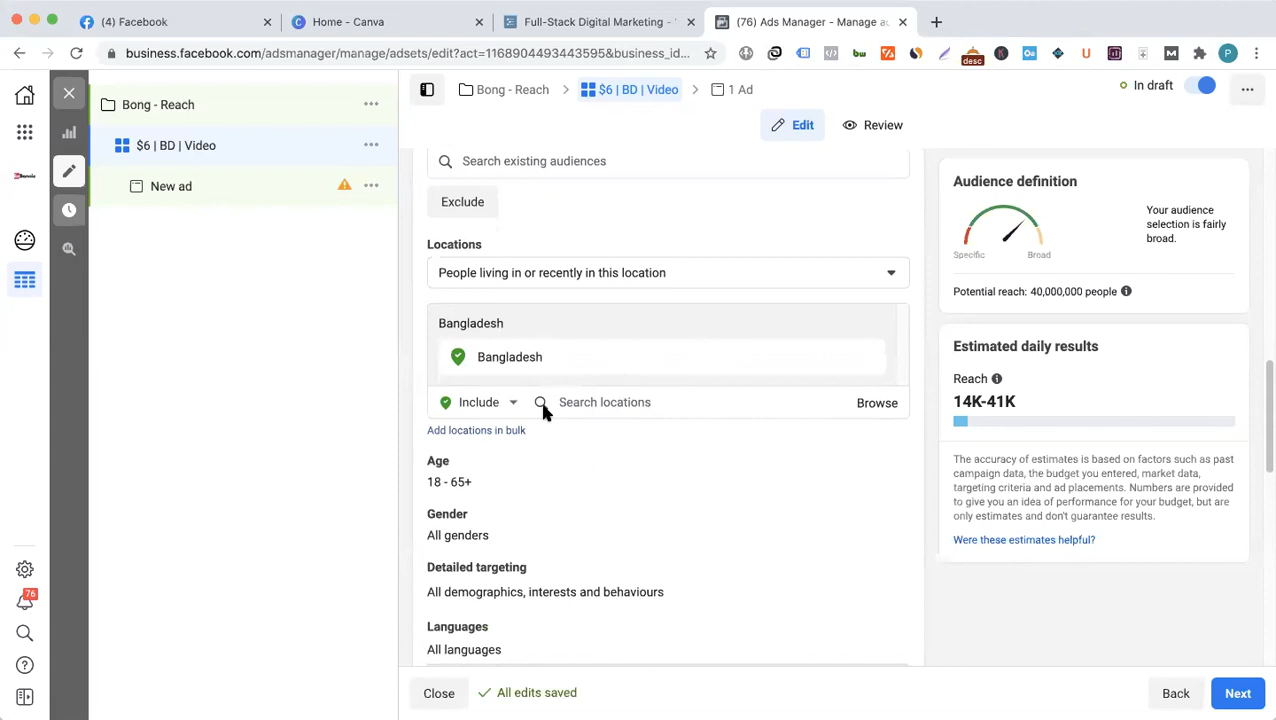 (4) Facebook
Home - Canva
Full-Stack Digital Marketing -
(76) Ads Manager - Manage ad
business.facebook.com/adsmanager/manage/adsets/edit?act=1168904493443595&business_id...
Bong - Reach
$6 | BD | Video
1 Ad
In draft
Edit
Review
Bong - Reach
$6 | BD | Video
New ad
Search existing audiences
Exclude
Locations
People living in or recently in this location
Bangladesh
Bangladesh
Include
Search locations
Browse
Add locations in bulk
Age
18 - 65+
Gender
All genders
Detailed targeting
All demographics, interests and behaviours
Languages
All languages
Audience definition
Specific
Broad
Your audience
selection is fairly
broad.
Potential reach: 40,000,000 people
Estimated daily results
Reach
14K-41K
The accuracy of estimates is based on factors such as past
campaign data, the budget you entered, market data,
targeting criteria and ad placements. Numbers are provided
to give you an idea of performance for your budget, but are
only estimates and don't guarantee results.
Were these estimates helpful?
76
Close
All edits saved
Back
Next